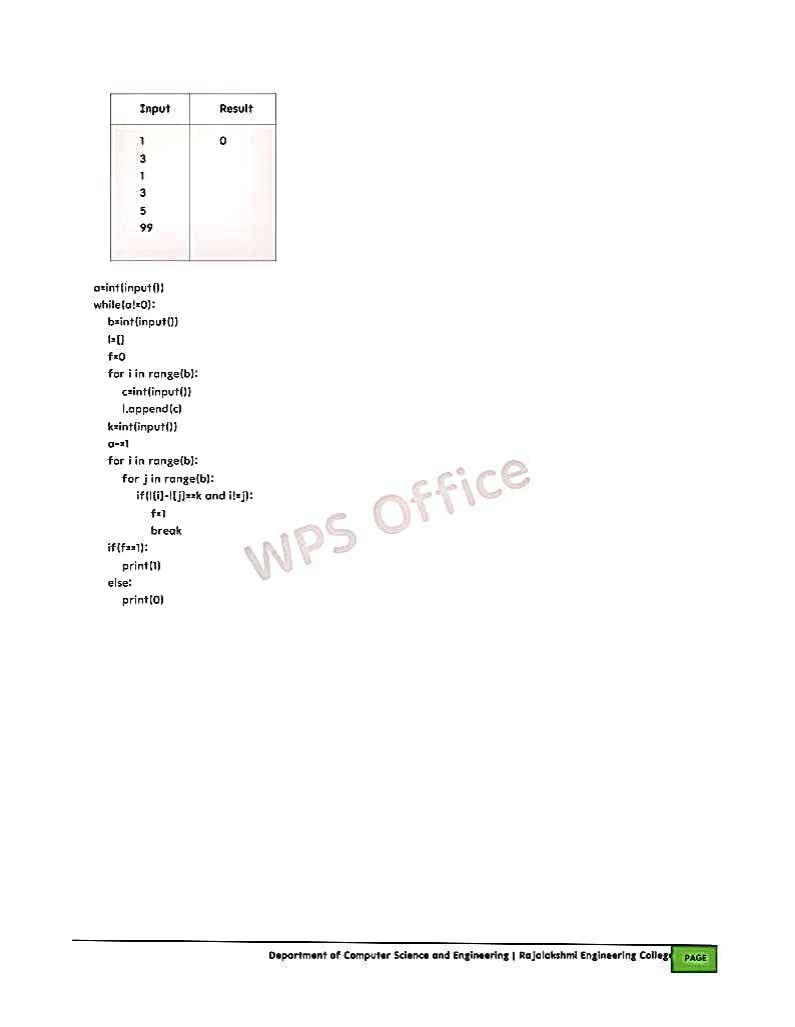 Input Result
1 0
3
1
3
5
99
a=int(input())
while(a!=0):
b=int(input())
l=[]
f=0
for i in range(b):
c=int(input())
l.append(c)
k=int(input())
a-=1
for i in range(b):
for j in range(b):
if(l[i]-l[j]==k and i!=j):
f=1
break
if(f==1):
print(1)
else:
print(0)
WPS Office
Department of Computer Science and Engineering | Rajalakshmi Engineering College
PAGE